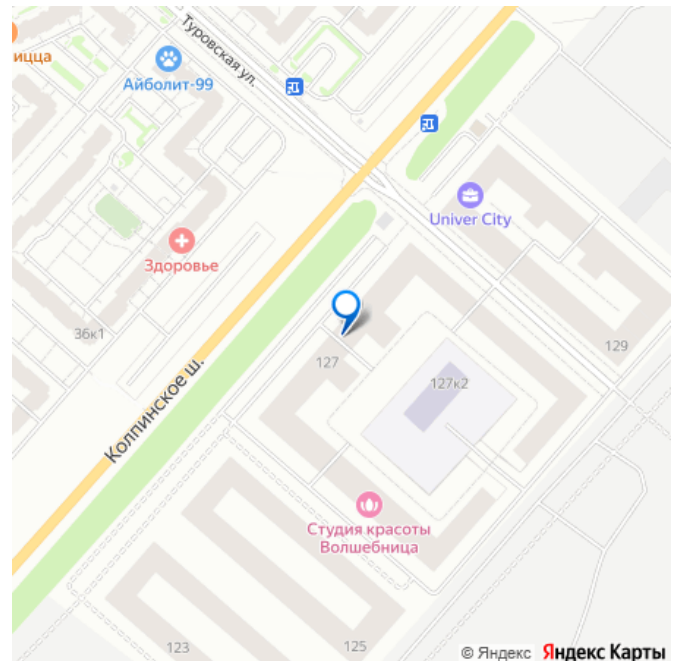 ицца
Туровская ул.
Айболит-99
Univer City
Здоровье
36к1
129
127
127к2
Колпинское ш.
Студия красоты
Волшебница
123
125
© Яндекс Яндекс Карты